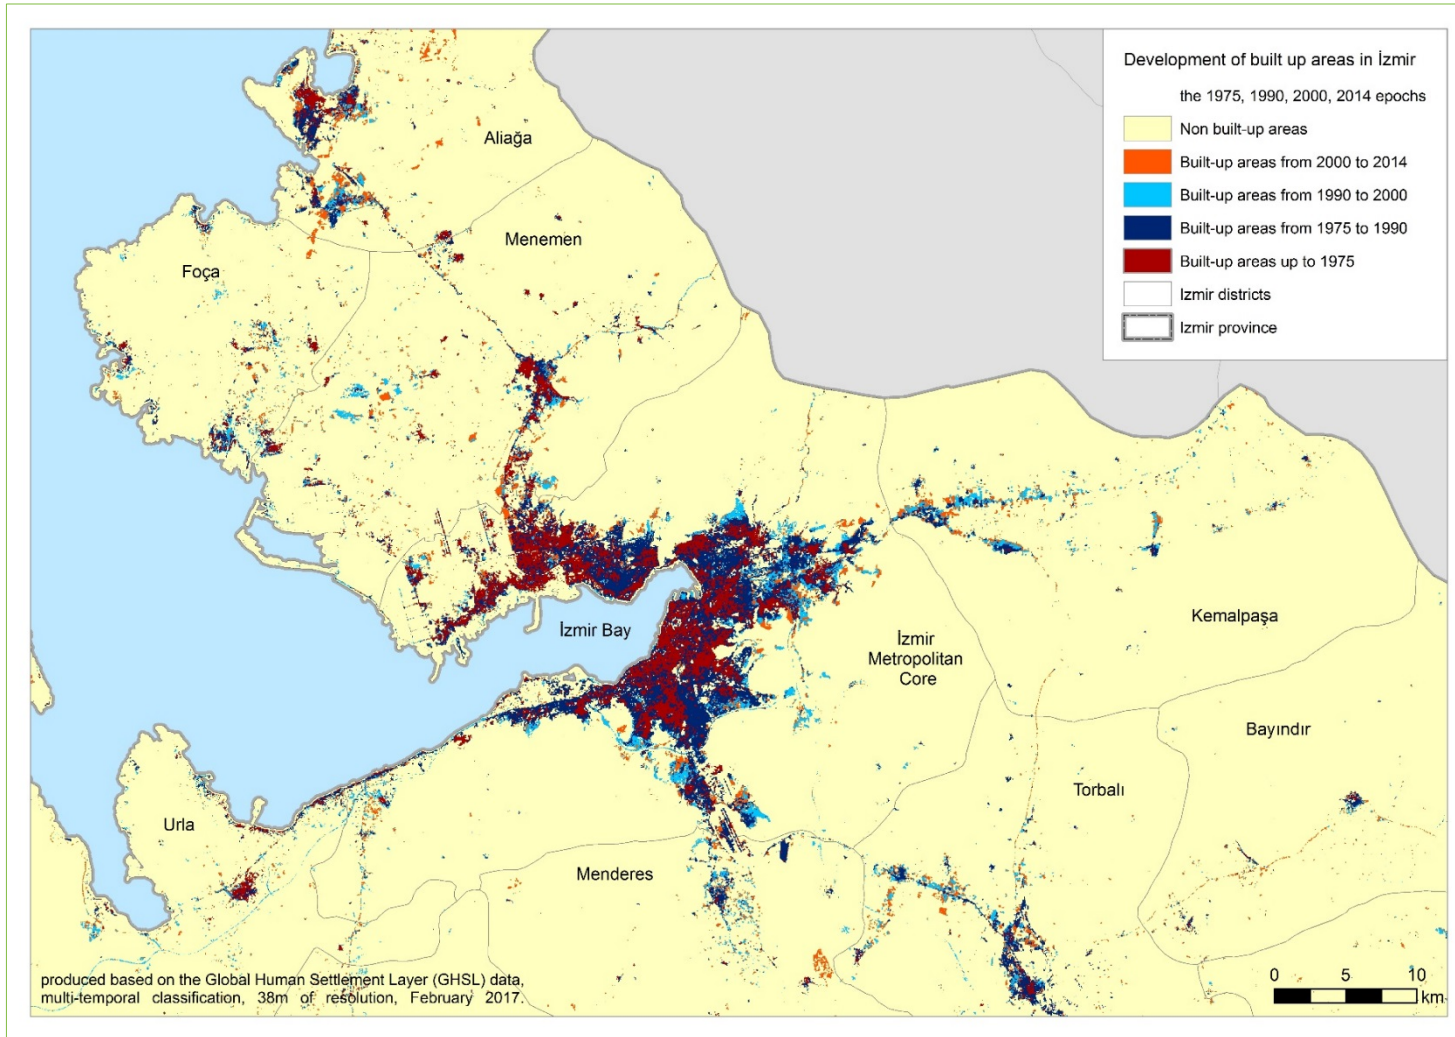 Development of built up areas in İzmir
the 1975, 1990, 2000, 2014 epochs
Non built-up areas
Built-up areas from 2000 to 2014
Built-up areas from 1990 to 2000
Built-up areas from 1975 to 1990
Built-up areas up to 1975
Izmir districts
Izmir province
Aliağa
Menemen
Foça
İzmir Bay
İzmir
Metropolitan
Core
Kemalpaşa
Bayındır
Torbalı
Urla
Menderes
produced based on the Global Human Settlement Layer (GHSL) data,
multi-temporal classification, 38m of resolution, February 2017.
0 5 10
km